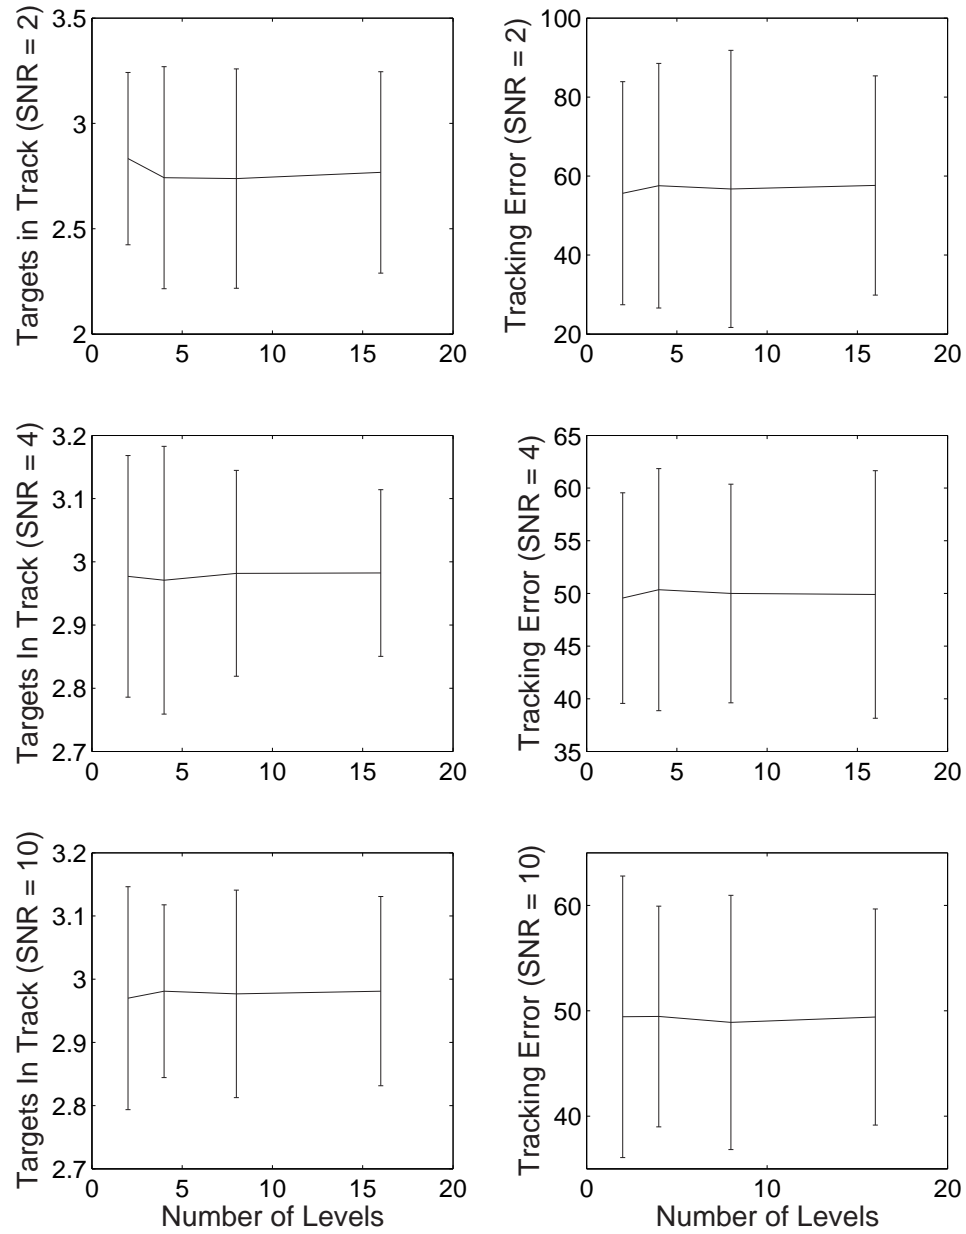 Targets in Track (SNR = 2)
3.5
3
2.5
2
0 5 10 15 20
Tracking Error (SNR = 2)
100
80
60
40
20
0 5 10 15 20
Targets In Track (SNR = 4)
3.2
3.1
3
2.9
2.8
2.7
0 5 10 15 20
Tracking Error (SNR = 4)
65
60
55
50
45
40
35
0 5 10 15 20
Targets In Track (SNR = 10)
3.2
3.1
3
2.9
2.8
2.7
0 5 10 15 20
Number of Levels
Tracking Error (SNR = 10)
60
50
40
0 5 10 15 20
Number of Levels